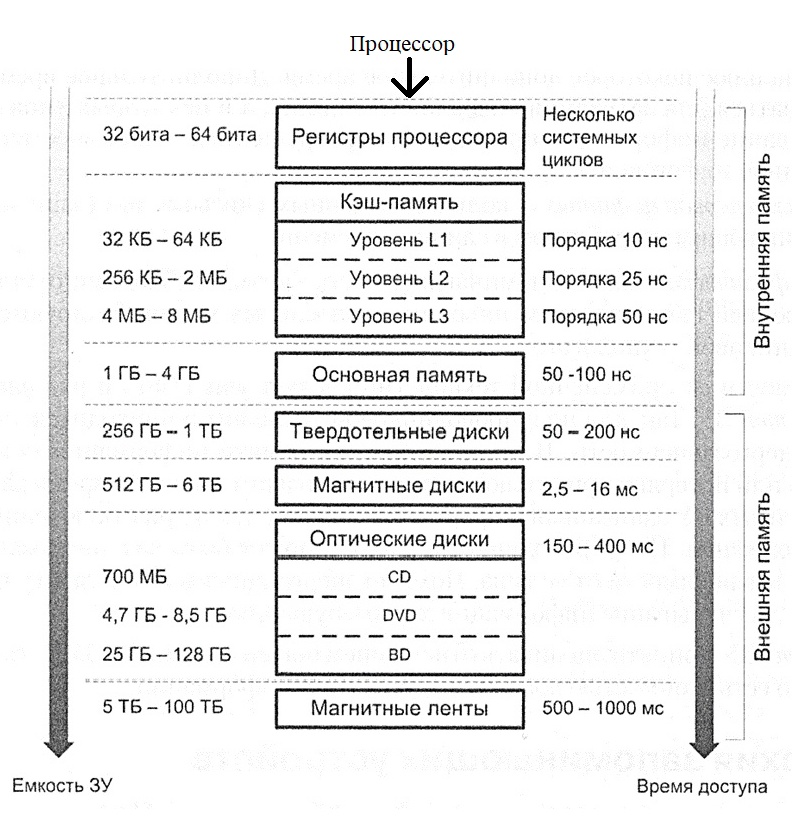 Процессор
32 бита – 64 бита
Регистры процессора
Несколько
системных
циклов
Кэш-память
32 КБ – 64 КБ
Уровень L1
Порядка 10 нс
256 КБ – 2 МБ
Уровень L2
Порядка 25 нс
4 МБ – 8 МБ
Уровень L3
Порядка 50 нс
1 ГБ – 4 ГБ
Основная память
50 -100 нс
Внутренняя память
256 ГБ – 1 ТБ
Твердотельные диски
50 – 200 нс
512 ГБ – 6 ТБ
Магнитные диски
2,5 – 16 мс
Оптические диски
150 – 400 мс
700 МБ
CD
4,7 ГБ - 8,5 ГБ
DVD
25 ГБ – 128 ГБ
BD
5 ТБ – 100 ТБ
Магнитные ленты
500 – 1000 мс
Внешняя память
Емкость ЗУ
Время доступа